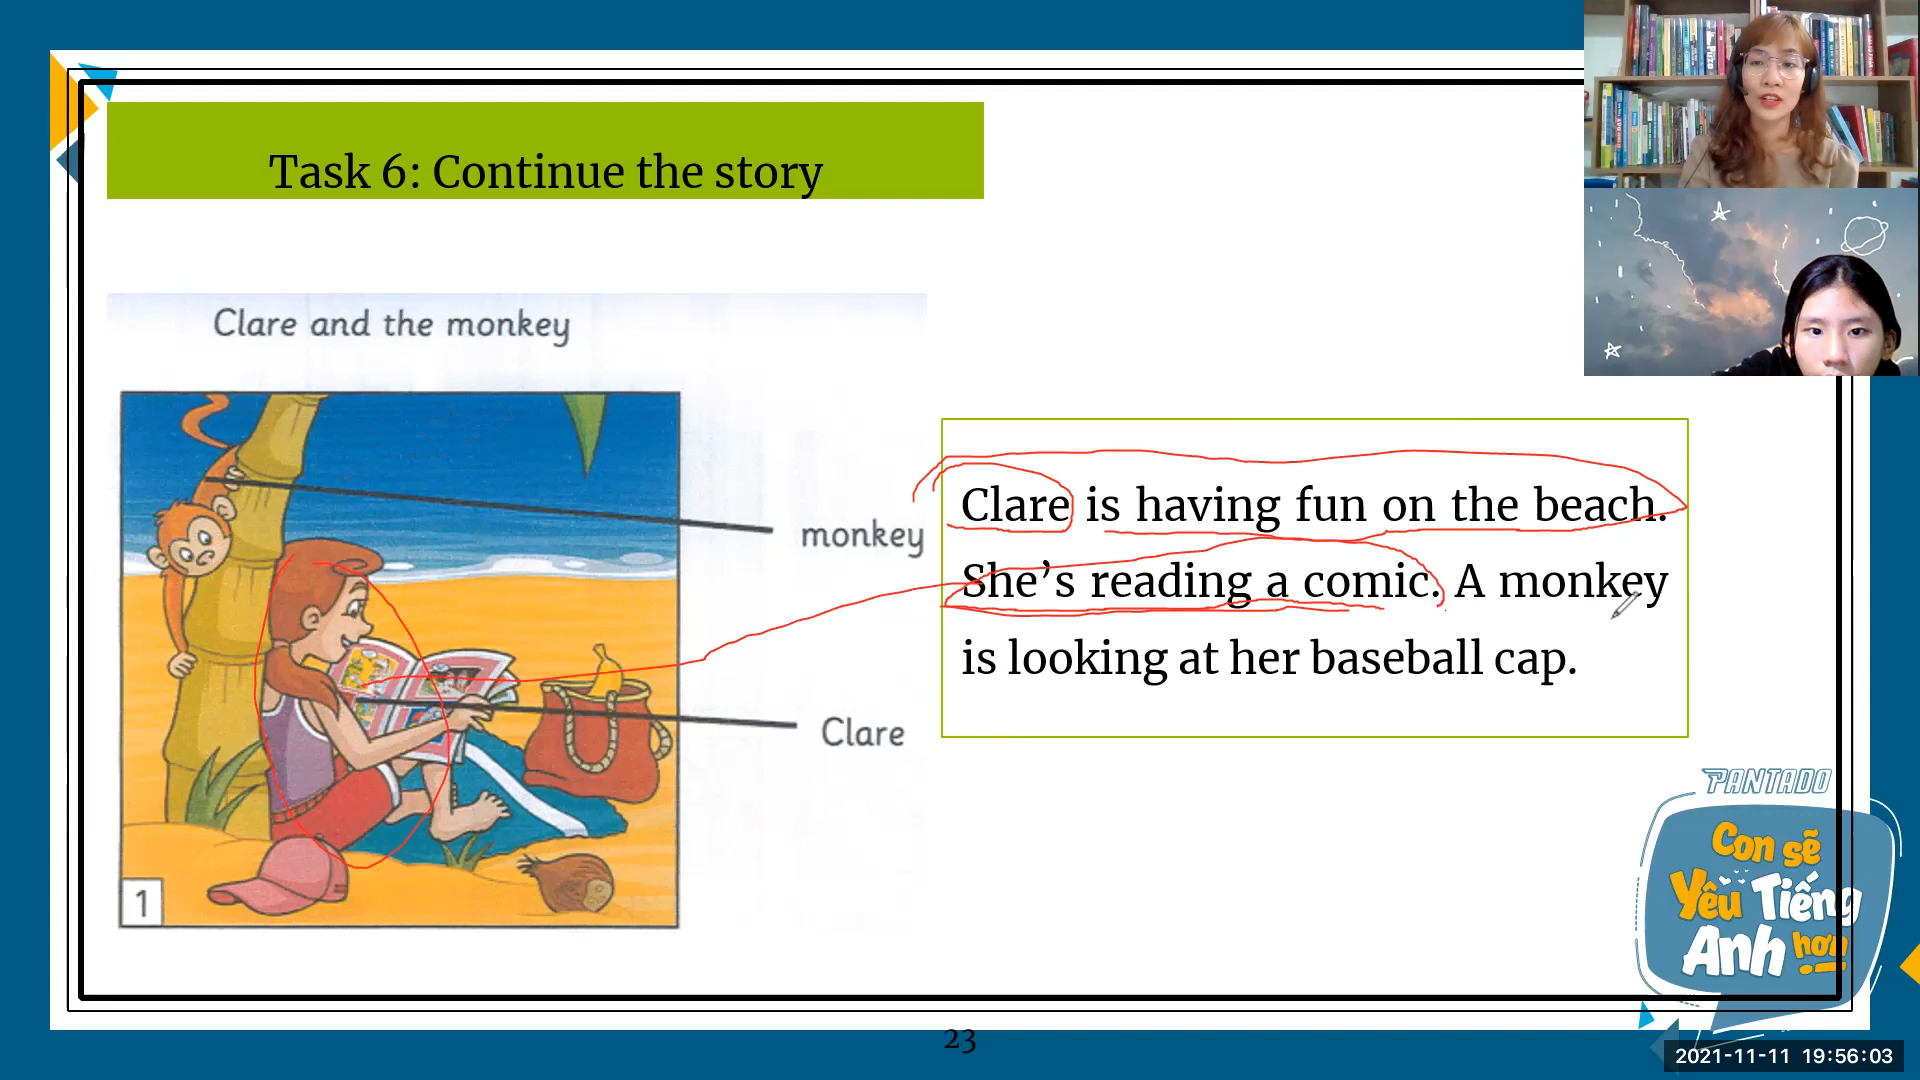 Task 6: Continue the story
Clare and the monkey
monkey
Clare
1
Clare is having fun on the beach.
She’s reading a comic. A monkey
is looking at her baseball cap.
PANTADO
Con sẽ
Yêu Tiếng
Anh hơn
23
2021-11-11 19:56:03